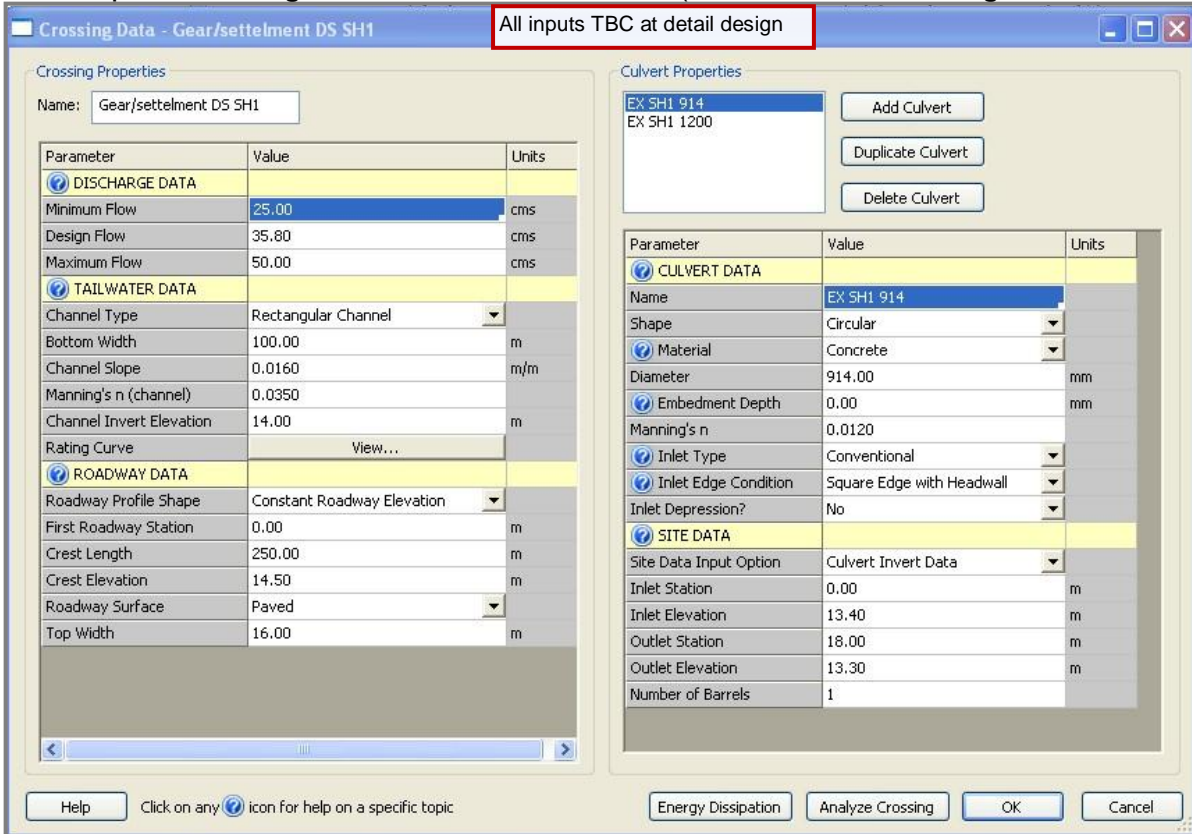 Crossing Data - Gear/settelment DS SH1
All inputs TBC at detail design
Crossing Properties
Name: Gear/settelment DS SH1
Parameter Value Units
DISCHARGE DATA
Minimum Flow 25.00 cms
Design Flow 35.80 cms
Maximum Flow 50.00 cms
TAILWATER DATA
Channel Type Rectangular Channel
Bottom Width 100.00 m
Channel Slope 0.0160 m/m
Manning's n (channel) 0.0350
Channel Invert Elevation 14.00 m
Rating Curve View...
ROADWAY DATA
Roadway Profile Shape Constant Roadway Elevation
First Roadway Station 0.00 m
Crest Length 250.00 m
Crest Elevation 14.50 m
Roadway Surface Paved
Top Width 16.00 m
Culvert Properties
EX SH1 914
EX SH1 1200
Add Culvert
Duplicate Culvert
Delete Culvert
Parameter Value Units
CULVERT DATA
Name EX SH1 914
Shape Circular
Material Concrete
Diameter 914.00 mm
Embedment Depth 0.00 mm
Manning's n 0.0120
Inlet Type Conventional
Inlet Edge Condition Square Edge with Headwall
Inlet Depression? No
SITE DATA
Site Data Input Option Culvert Invert Data
Inlet Station 0.00 m
Inlet Elevation 13.40 m
Outlet Station 18.00 m
Outlet Elevation 13.30 m
Number of Barrels 1
Help Click on any ? icon for help on a specific topic
Energy Dissipation Analyze Crossing OK Cancel